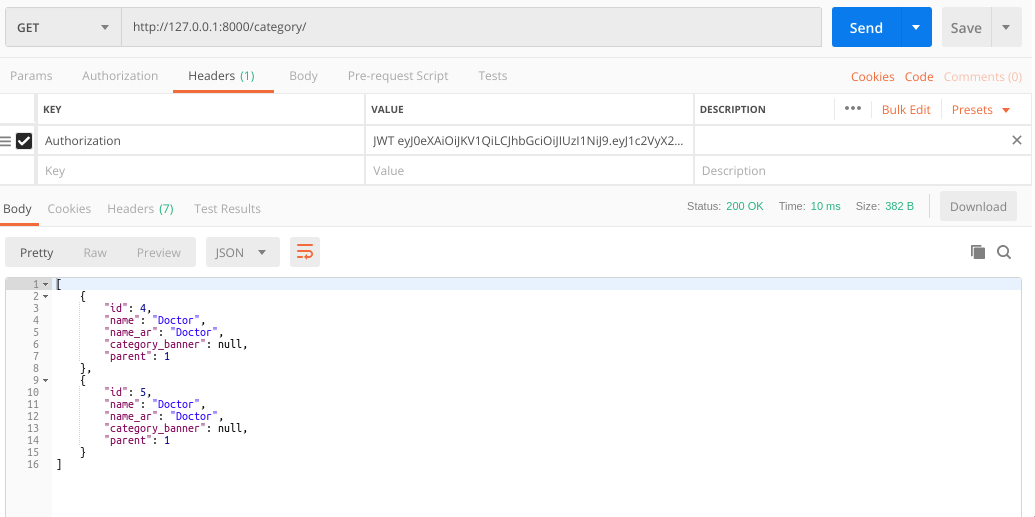 GET http://127.0.0.1:8000/category/ Send Save
Params Authorization Headers (1) Body Pre-request Script Tests Cookies Code Comments (0)
KEY VALUE DESCRIPTION ••• Bulk Edit Presets
Authorization JWT eyJ0eXAiOiJKV1QiLCJhbGciOiJIUzI1NiJ9.eyJ1c2VyX2...
Key Value Description
Body Cookies Headers (7) Test Results Status: 200 OK Time: 10 ms Size: 382 B Download
Pretty Raw Preview JSON
1 [
2 {
3 "id": 4,
4 "name": "Doctor",
5 "name_ar": "Doctor",
6 "category_banner": null,
7 "parent": 1
8 },
9 {
10 "id": 5,
11 "name": "Doctor",
12 "name_ar": "Doctor",
13 "category_banner": null,
14 "parent": 1
15 }
16 ]